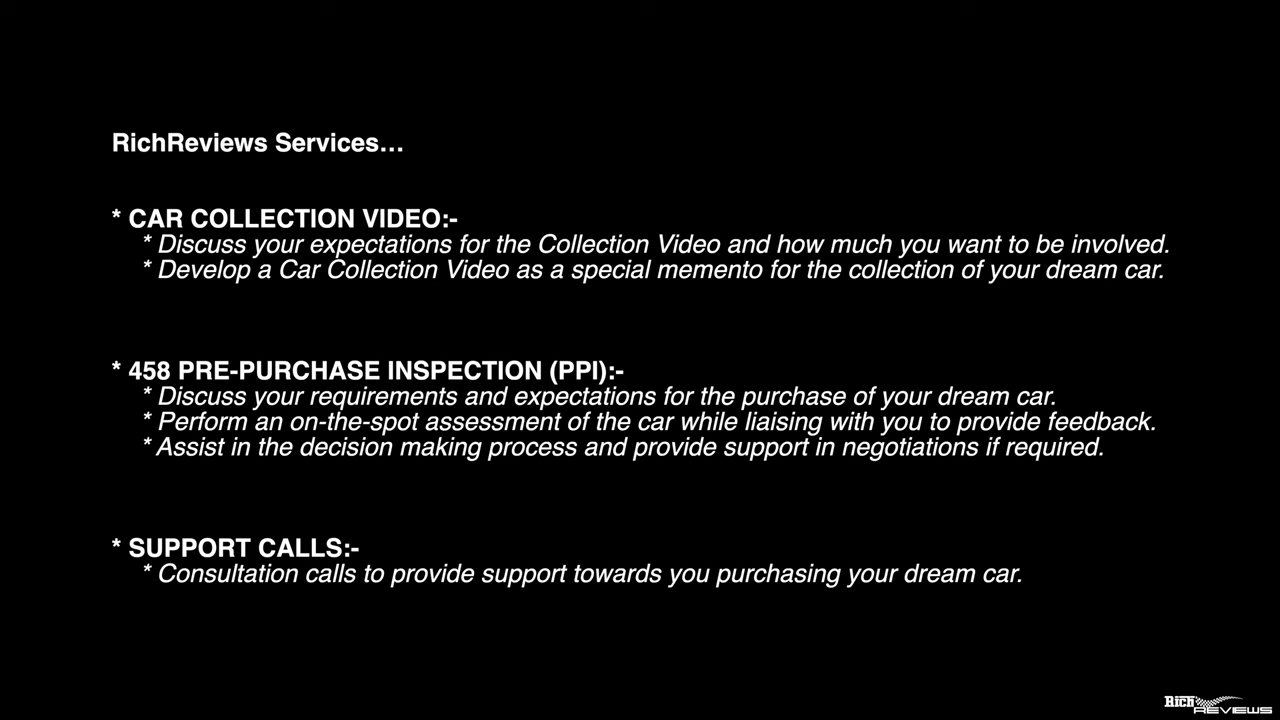 RichReviews Services...
* CAR COLLECTION VIDEO:-
* Discuss your expectations for the Collection Video and how much you want to be involved.
* Develop a Car Collection Video as a special memento for the collection of your dream car.
* 458 PRE-PURCHASE INSPECTION (PPI):-
* Discuss your requirements and expectations for the purchase of your dream car.
* Perform an on-the-spot assessment of the car while liaising with you to provide feedback.
* Assist in the decision making process and provide support in negotiations if required.
* SUPPORT CALLS:-
* Consultation calls to provide support towards you purchasing your dream car.
Rich
REVIEWS